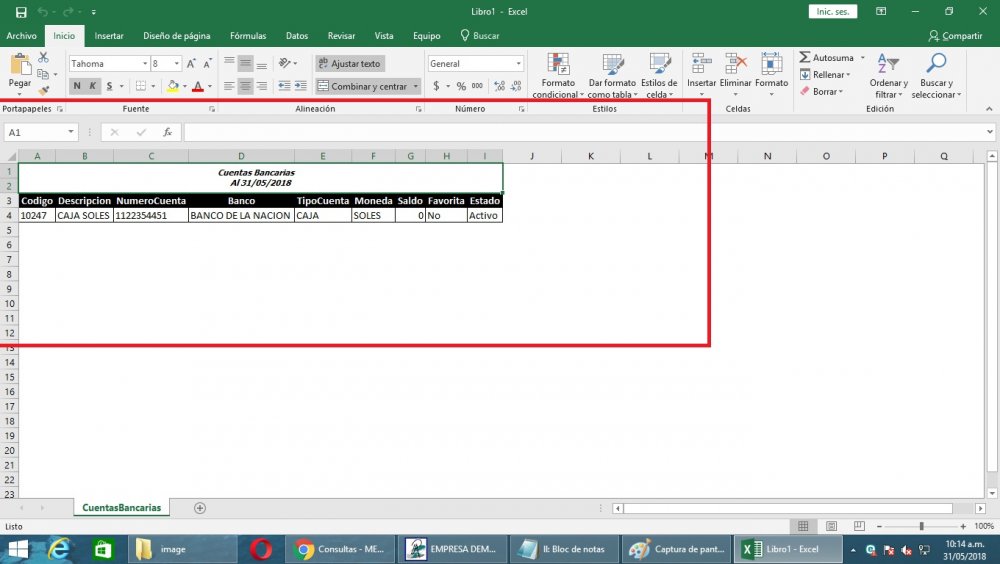 Libro1 - Excel
Inic. ses.
Archivo Inicio Insertar Diseño de página Fórmulas Datos Revisar Vista Equipo Buscar Compartir
Pegar
Tahoma 8
N K S
Ajustar texto
Combinar y centrar
General
$ % 000
Formato condicional
Dar formato como tabla
Estilos de celda
Insertar Eliminar Formato
Autosuma
Rellenar
Borrar
Ordenar y filtrar
Buscar y seleccionar
Portapapeles Fuente Alineación Número Estilos Celdas Edición
A1 fx
A B C D E F G H I J K L M N O P Q
1 Cuentas Bancarias
2 Al 31/05/2018
3 Codigo Descripcion NumeroCuenta Banco TipoCuenta Moneda Saldo Favorita Estado
4 10247 CAJA SOLES 1122354451 BANCO DE LA NACION CAJA SOLES 0 No Activo
5
6
7
8
9
10
11
12
13
14
15
16
17
18
19
20
21
22
23
CuentasBancarias
Listo 100%
image Consultas - ME... EMPRESA DEM... II: Bloc de notas Captura de pant... Libro1 - Excel
10:14 a.m.
31/05/2018